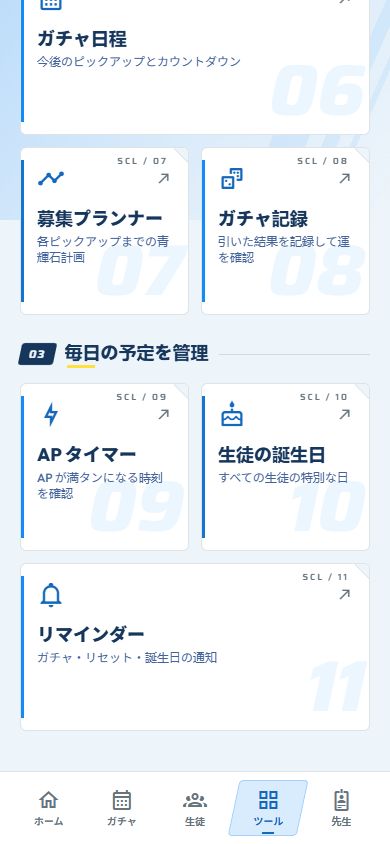 ガチャ日程
今後のピックアップとカウントダウン
06
SCL / 07
募集プランナー
各ピックアップまでの青
輝石計画
07
SCL / 08
ガチャ記録
引いた結果を記録して運
を確認
08
03 毎日の予定を管理
SCL / 09
APタイマー
APが満タンになる時刻
を確認
09
SCL / 10
生徒の誕生日
すべての生徒の特別な日
10
SCL / 11
リマインダー
ガチャ・リセット・誕生日の通知
11
ホーム ガチャ 生徒 ツール 先生